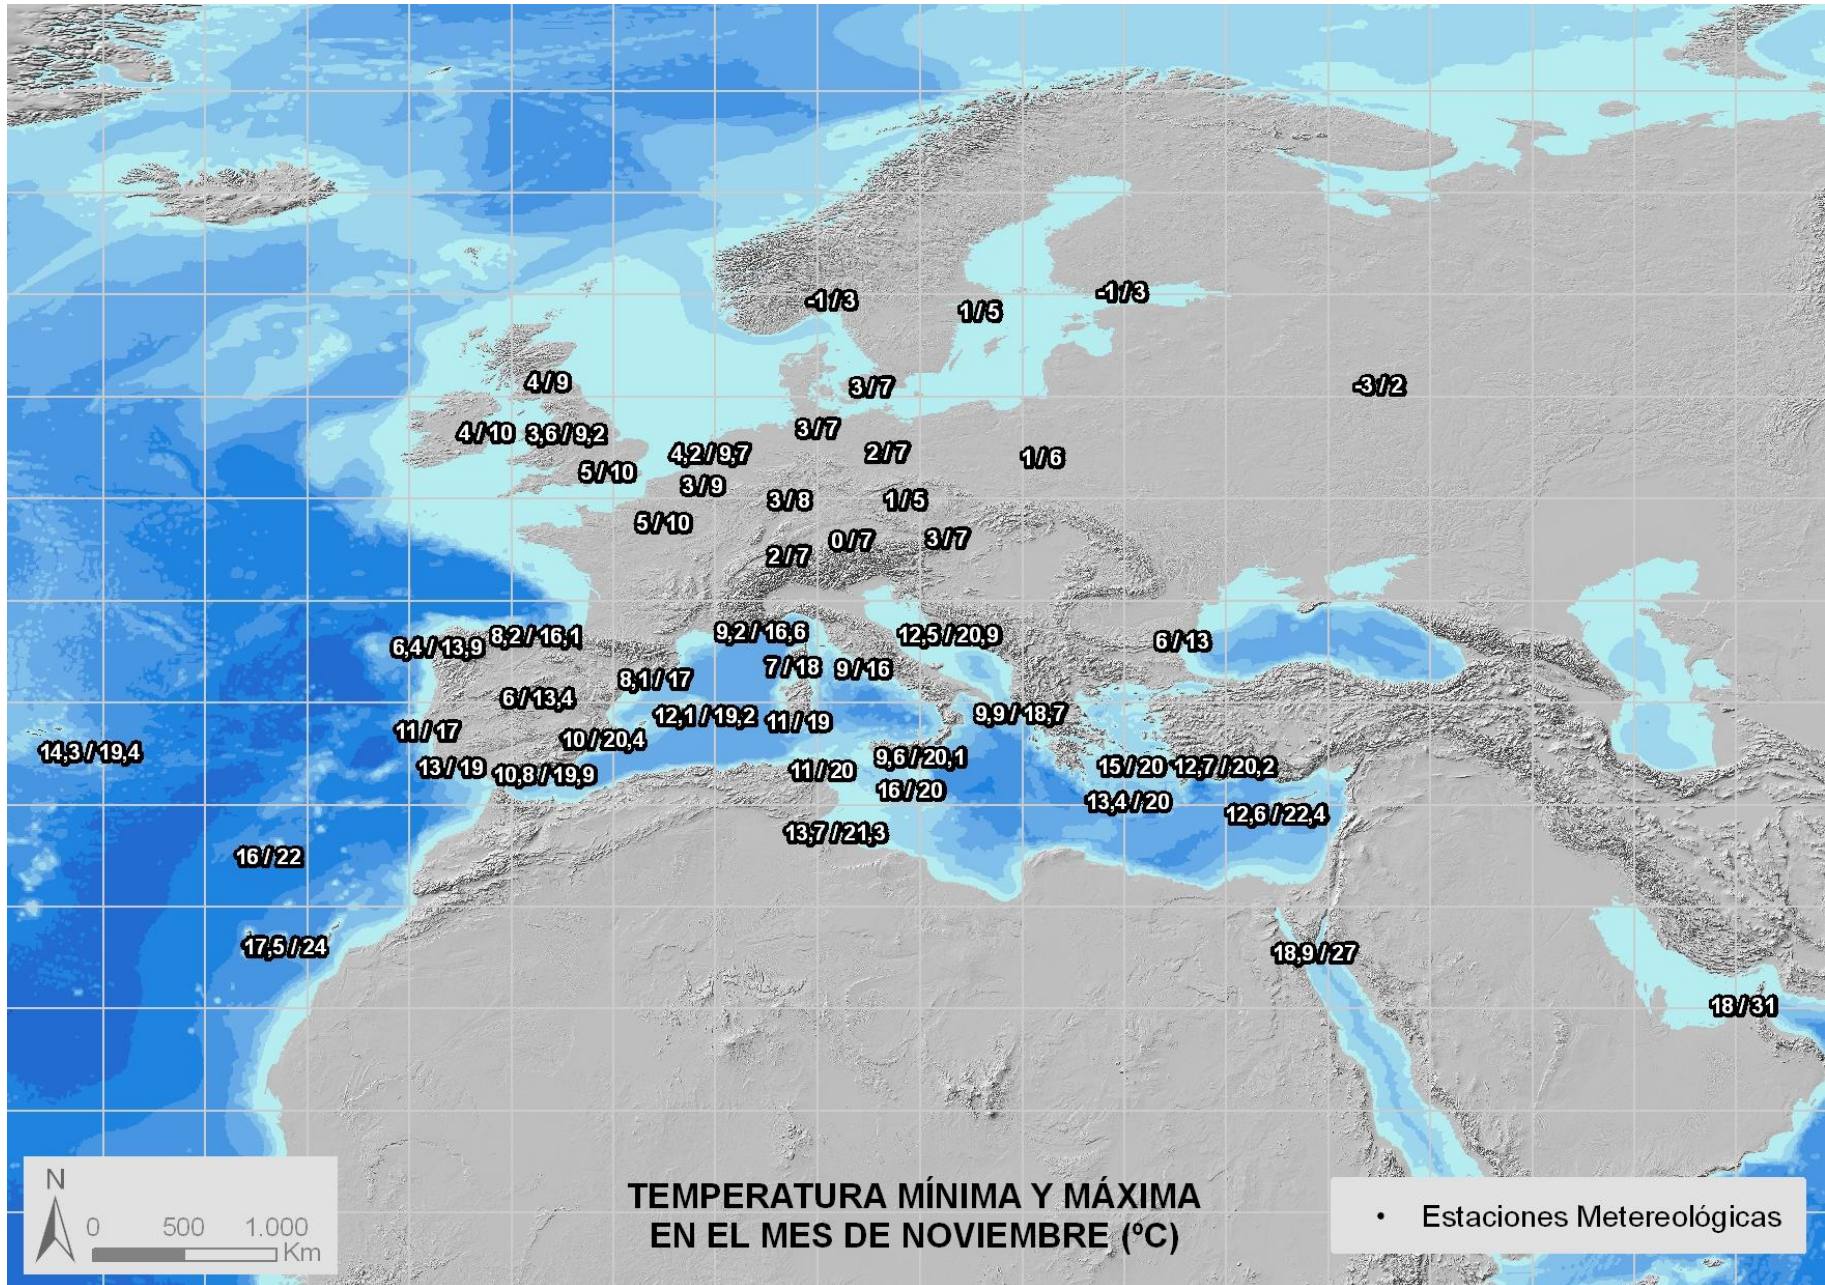 -1 / 3
1 / 5
-1 / 3
4 / 9
3 / 7
-3 / 2
4 / 10
3,6 / 9,2
3 / 7
4,2 / 9,7
2 / 7
1 / 6
5 / 10
3 / 9
3 / 8
1 / 5
5 / 10
0 / 7
3 / 7
2 / 7
6,4 / 13,9
8,2 / 16,1
9,2 / 16,6
12,5 / 20,9
6 / 13
7 / 18
9 / 16
8,1 / 17
6 / 13,4
12,1 / 19,2
11 / 19
9,9 / 18,7
11 / 17
10 / 20,4
14,3 / 19,4
13 / 19
10,8 / 19,9
11 / 20
9,6 / 20,1
15 / 20
12,7 / 20,2
16 / 20
13,4 / 20
12,6 / 22,4
13,7 / 21,3
16 / 22
17,5 / 24
18,9 / 27
18 / 31
N
0 500 1.000
Km
TEMPERATURA MÍNIMA Y MÁXIMA
EN EL MES DE NOVIEMBRE (ºC)
• Estaciones Metereológicas